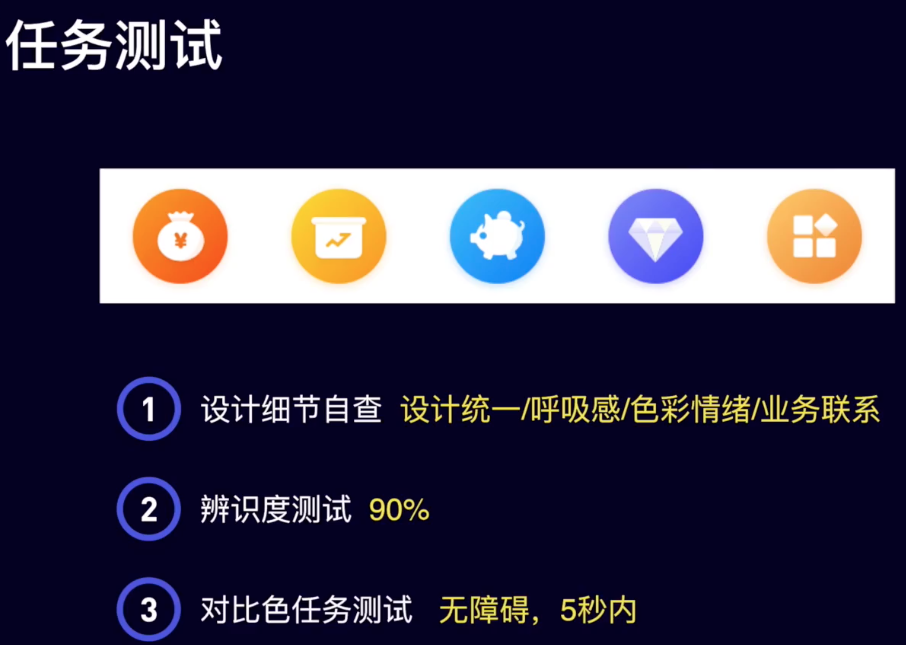 任务测试
¥
1 设计细节自查 设计统一/呼吸感/色彩情绪/业务联系
2 辨识度测试 90%
3 对比色任务测试 无障碍，5秒内